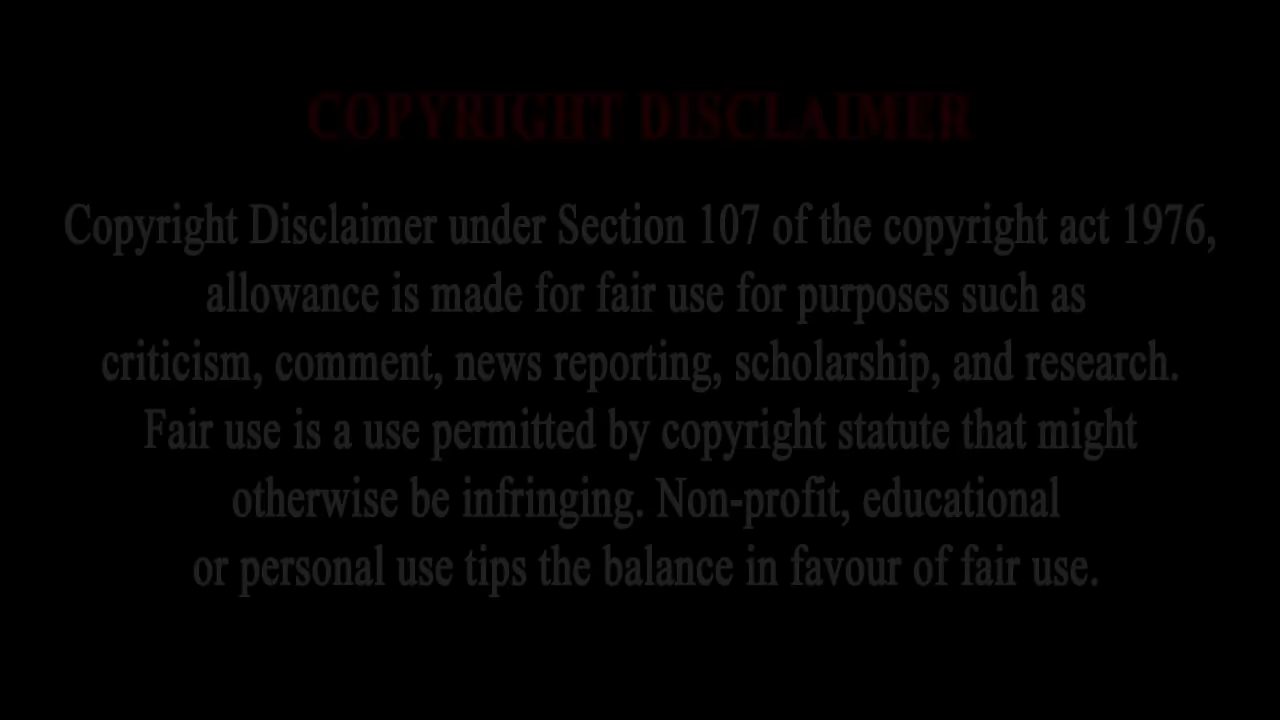 COPYRIGHT DISCLAIMER
Copyright Disclaimer under Section 107 of the copyright act 1976,
allowance is made for fair use for purposes such as
criticism, comment, news reporting, scholarship, and research.
Fair use is a use permitted by copyright statute that might
otherwise be infringing. Non-profit, educational
or personal use tips the balance in favour of fair use.